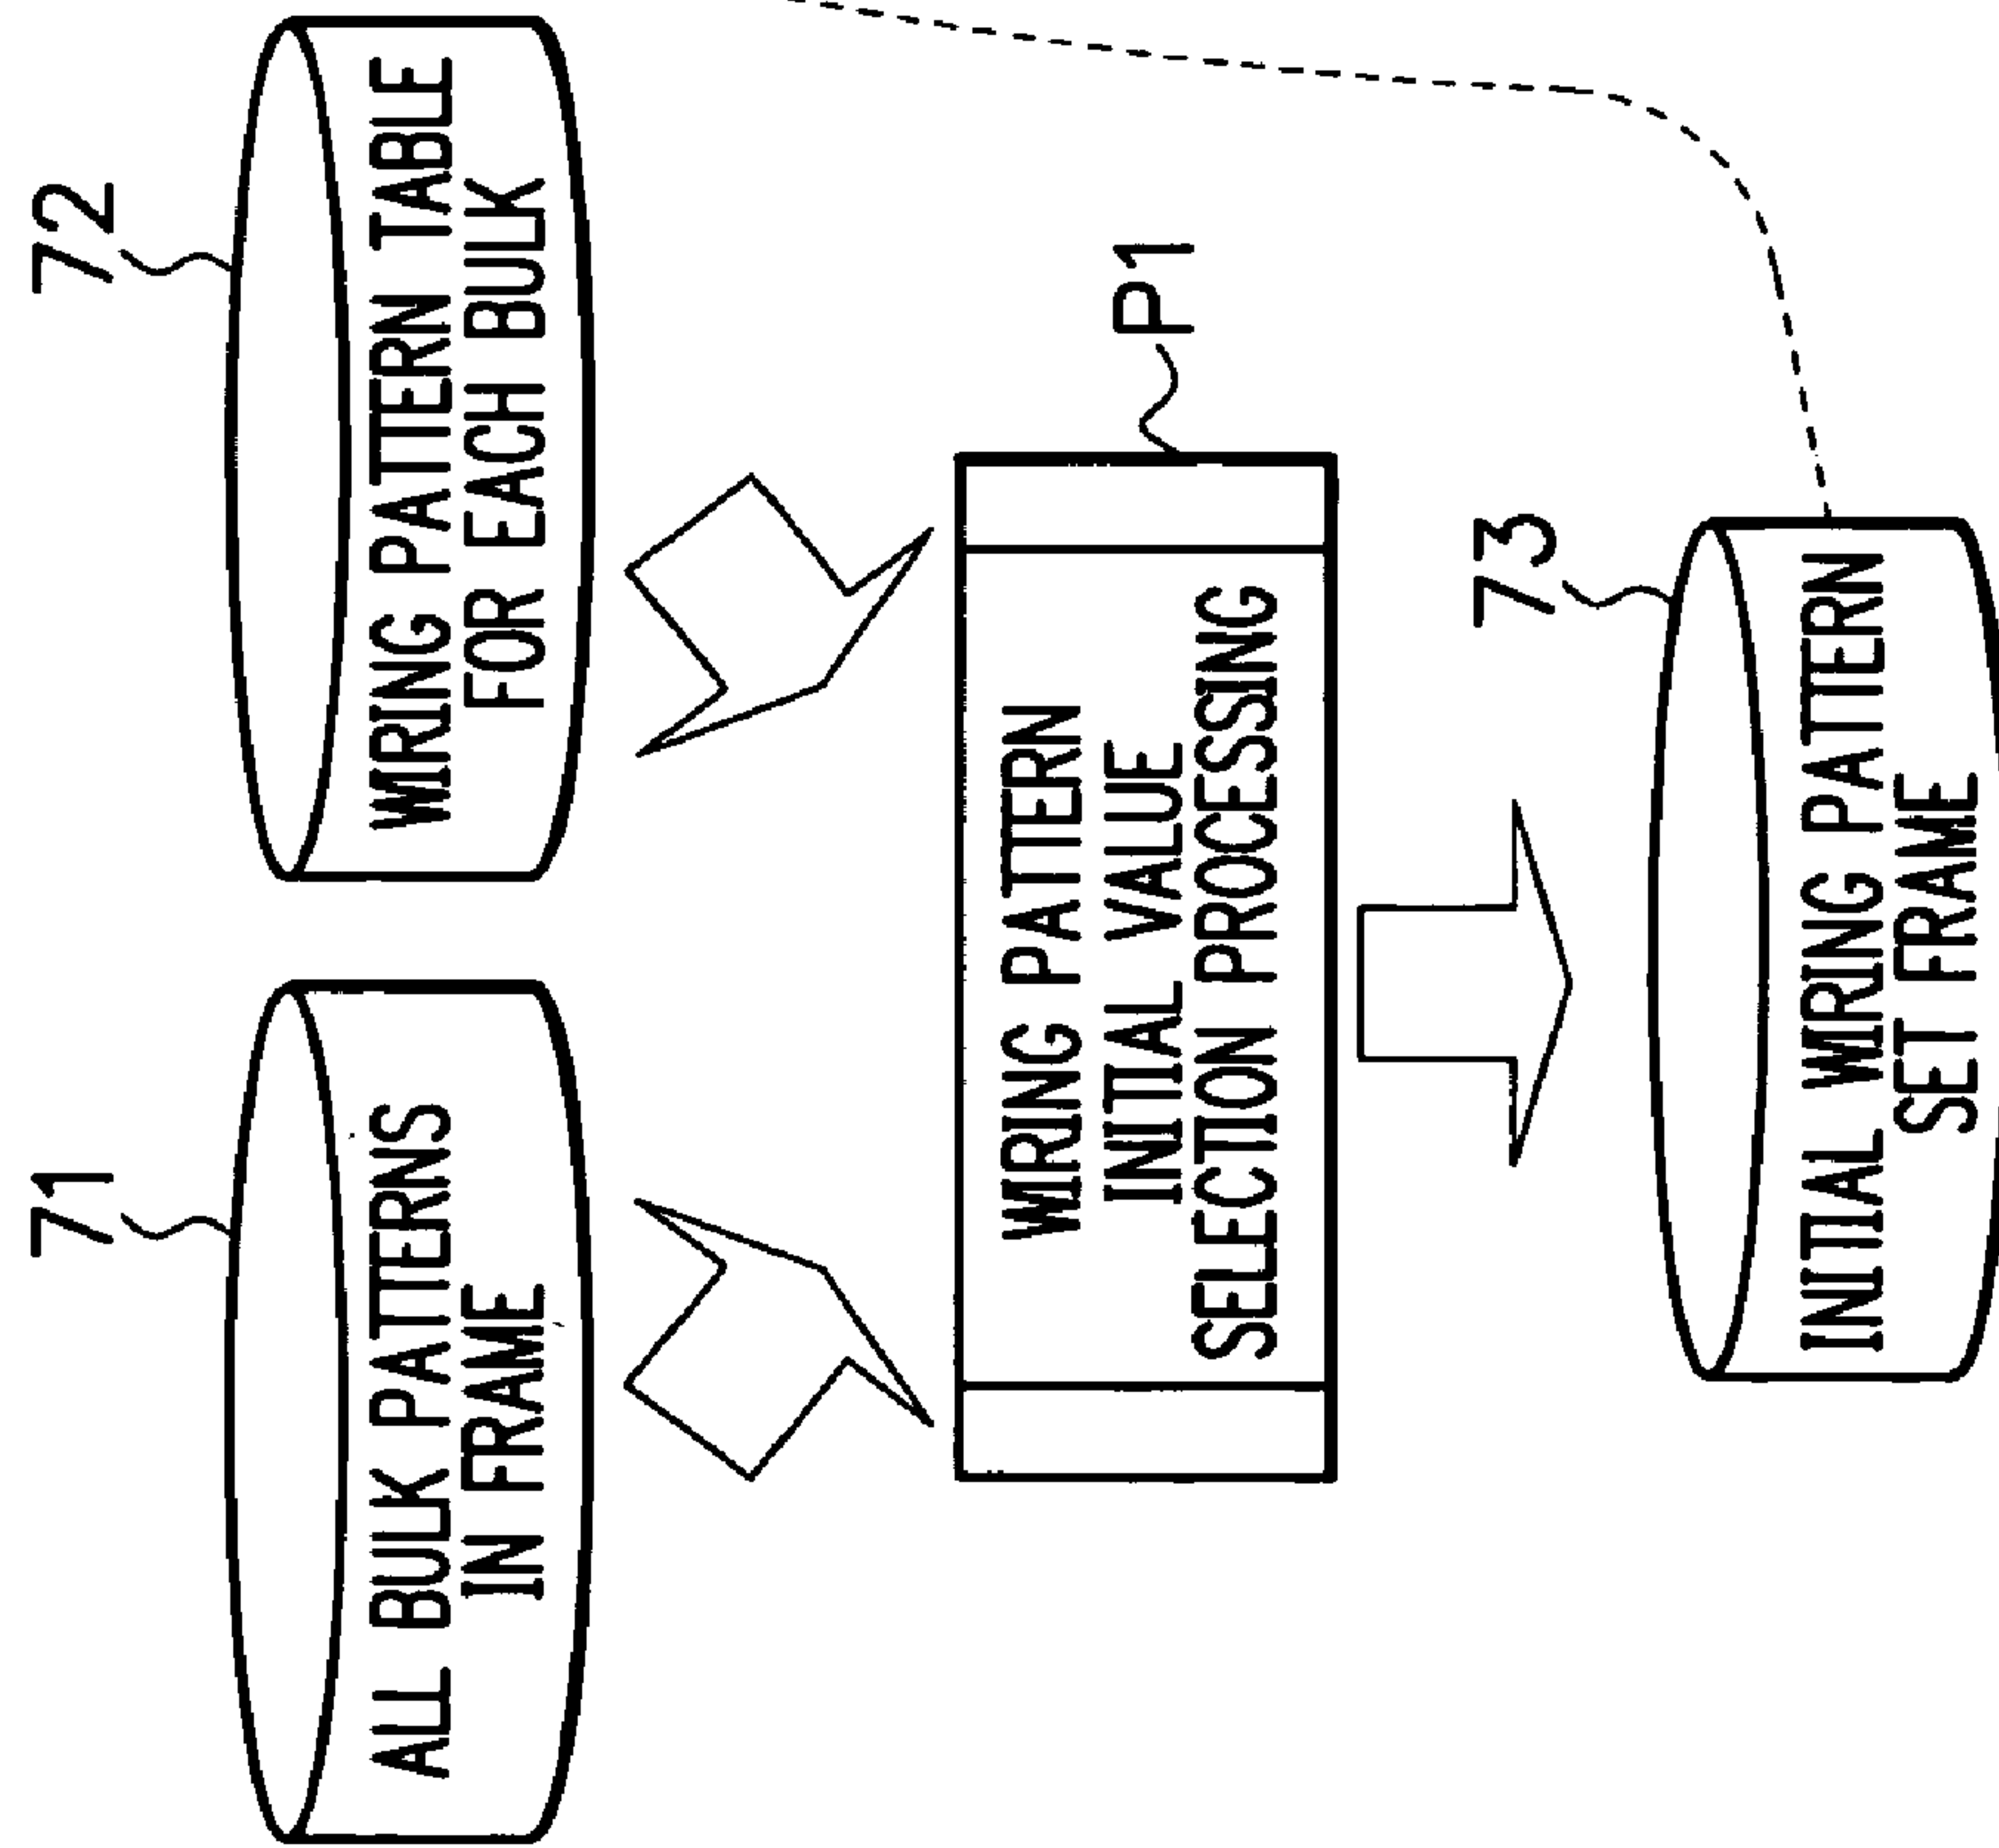 71
ALL BULK PATTERNS
IN FRAME
72
WIRING PATTERN TABLE
FOR EACH BULK
P1
WIRING PATTERN
INITIAL VALUE
SELECTION PROCESSING
73
INITIAL WIRING PATTERN
SET FRAME